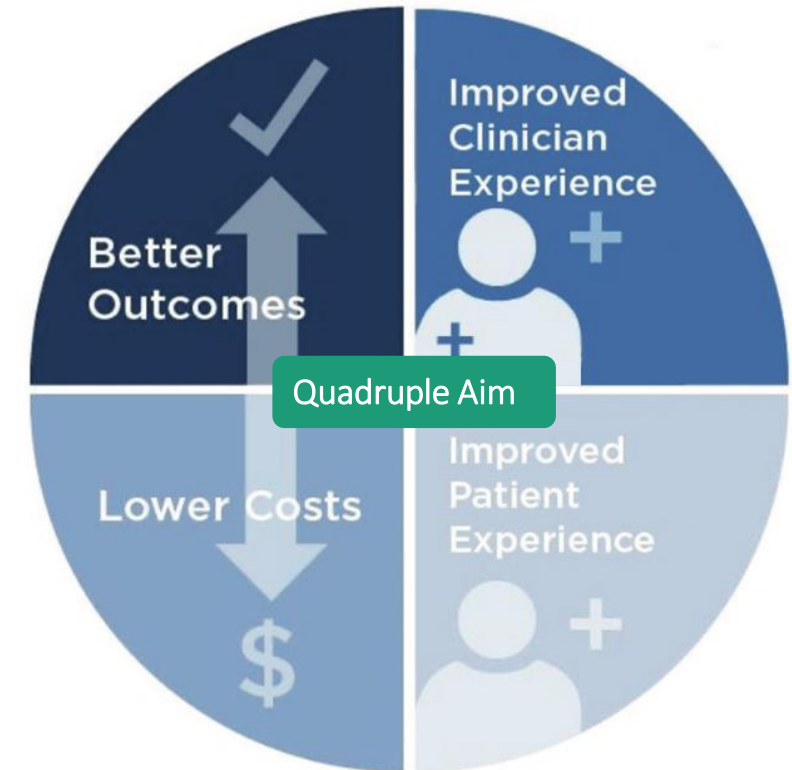 Better
Outcomes
Improved
Clinician
Experience
Quadruple Aim
Lower Costs
$
Improved
Patient
Experience